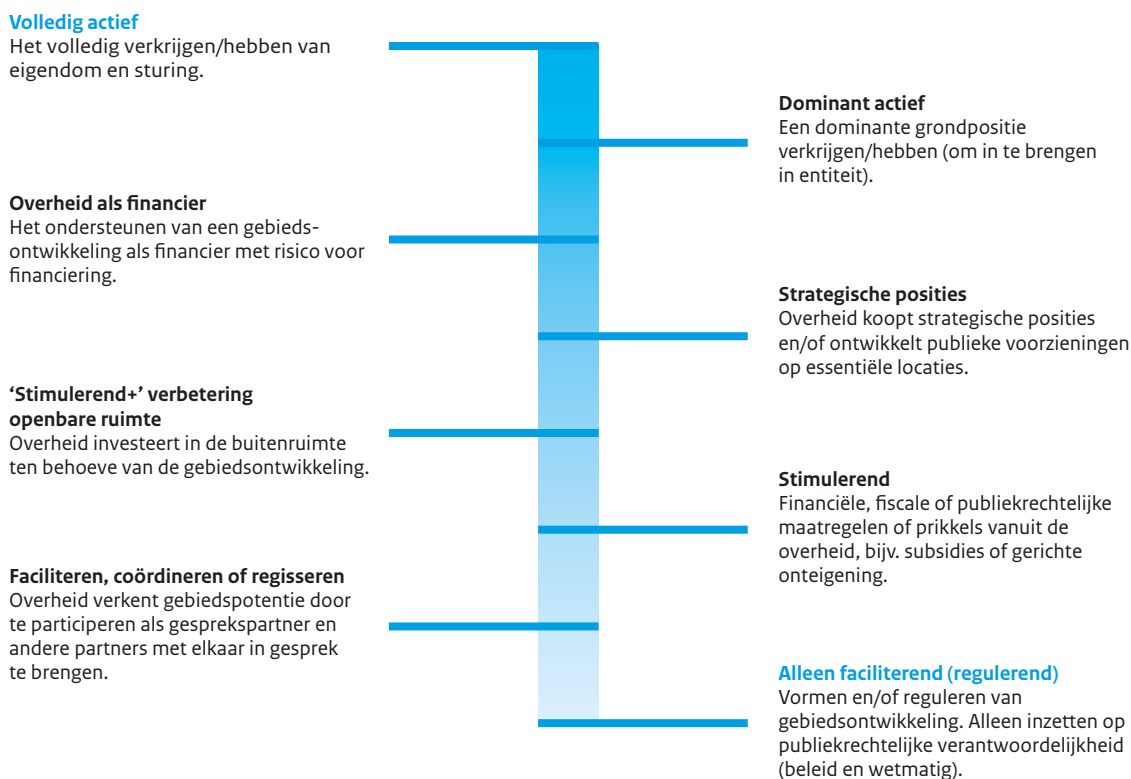 Volledig actief
Het volledig verkrijgen/hebben van
eigendom en sturing.
Dominant actief
Een dominante grondpositie
verkrijgen/hebben (om in te brengen
in entiteit).
Overheid als financier
Het ondersteunen van een gebieds-
ontwikkeling als financier met risico voor
financiering.
Strategische posities
Overheid koopt strategische posities
en/of ontwikkelt publieke voorzieningen
op essentiële locaties.
‘Stimulerend+’ verbetering
openbare ruimte
Overheid investeert in de buitenruimte
ten behoeve van de gebiedsontwikkeling.
Stimulerend
Financiële, fiscale of publiekrechtelijke
maatregelen of prikkels vanuit de
overheid, bijv. subsidies of gerichte
onteigening.
Faciliteren, coördineren of regisseren
Overheid verkent gebiedspotentie door
te participeren als gesprekspartner en
andere partners met elkaar in gesprek
te brengen.
Alleen faciliterend (regulerend)
Vormen en/of reguleren van
gebiedsontwikkeling. Alleen inzetten op
publiekrechtelijke verantwoordelijkheid
(beleid en wetmatig).